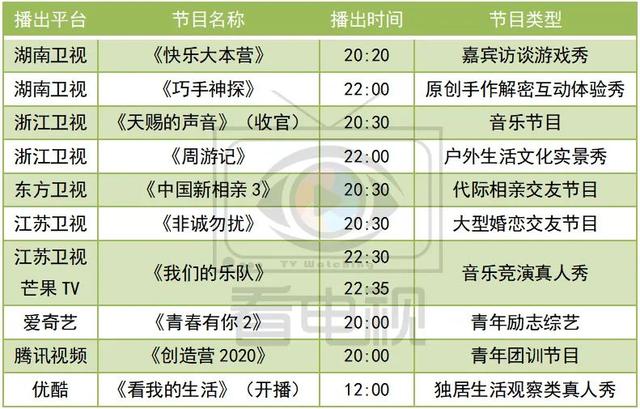 播出平台 节目名称 播出时间 节目类型
湖南卫视 《快乐大本营》 20:20 嘉宾访谈游戏秀
湖南卫视 《巧手神探》 22:00 原创手作解密互动体验秀
浙江卫视 《天赐的声音》（收官） 20:30 音乐节目
浙江卫视 《周游记》 22:00 户外生活文化实景秀
东方卫视 《中国新相亲3》 20:30 代际相亲交友节目
江苏卫视 《非诚勿扰》 20:30 大型婚恋交友节目
江苏卫视 《我们的乐队》 22:30 音乐竞演真人秀
芒果TV 22:35
爱奇艺 《青春有你2》 20:00 青年励志综艺
腾讯视频 《创造营2020》 20:00 青年团训节目
优酷 《看我的生活》（开播） 12:00 独居生活观察类真人秀
TV Watching
看电视